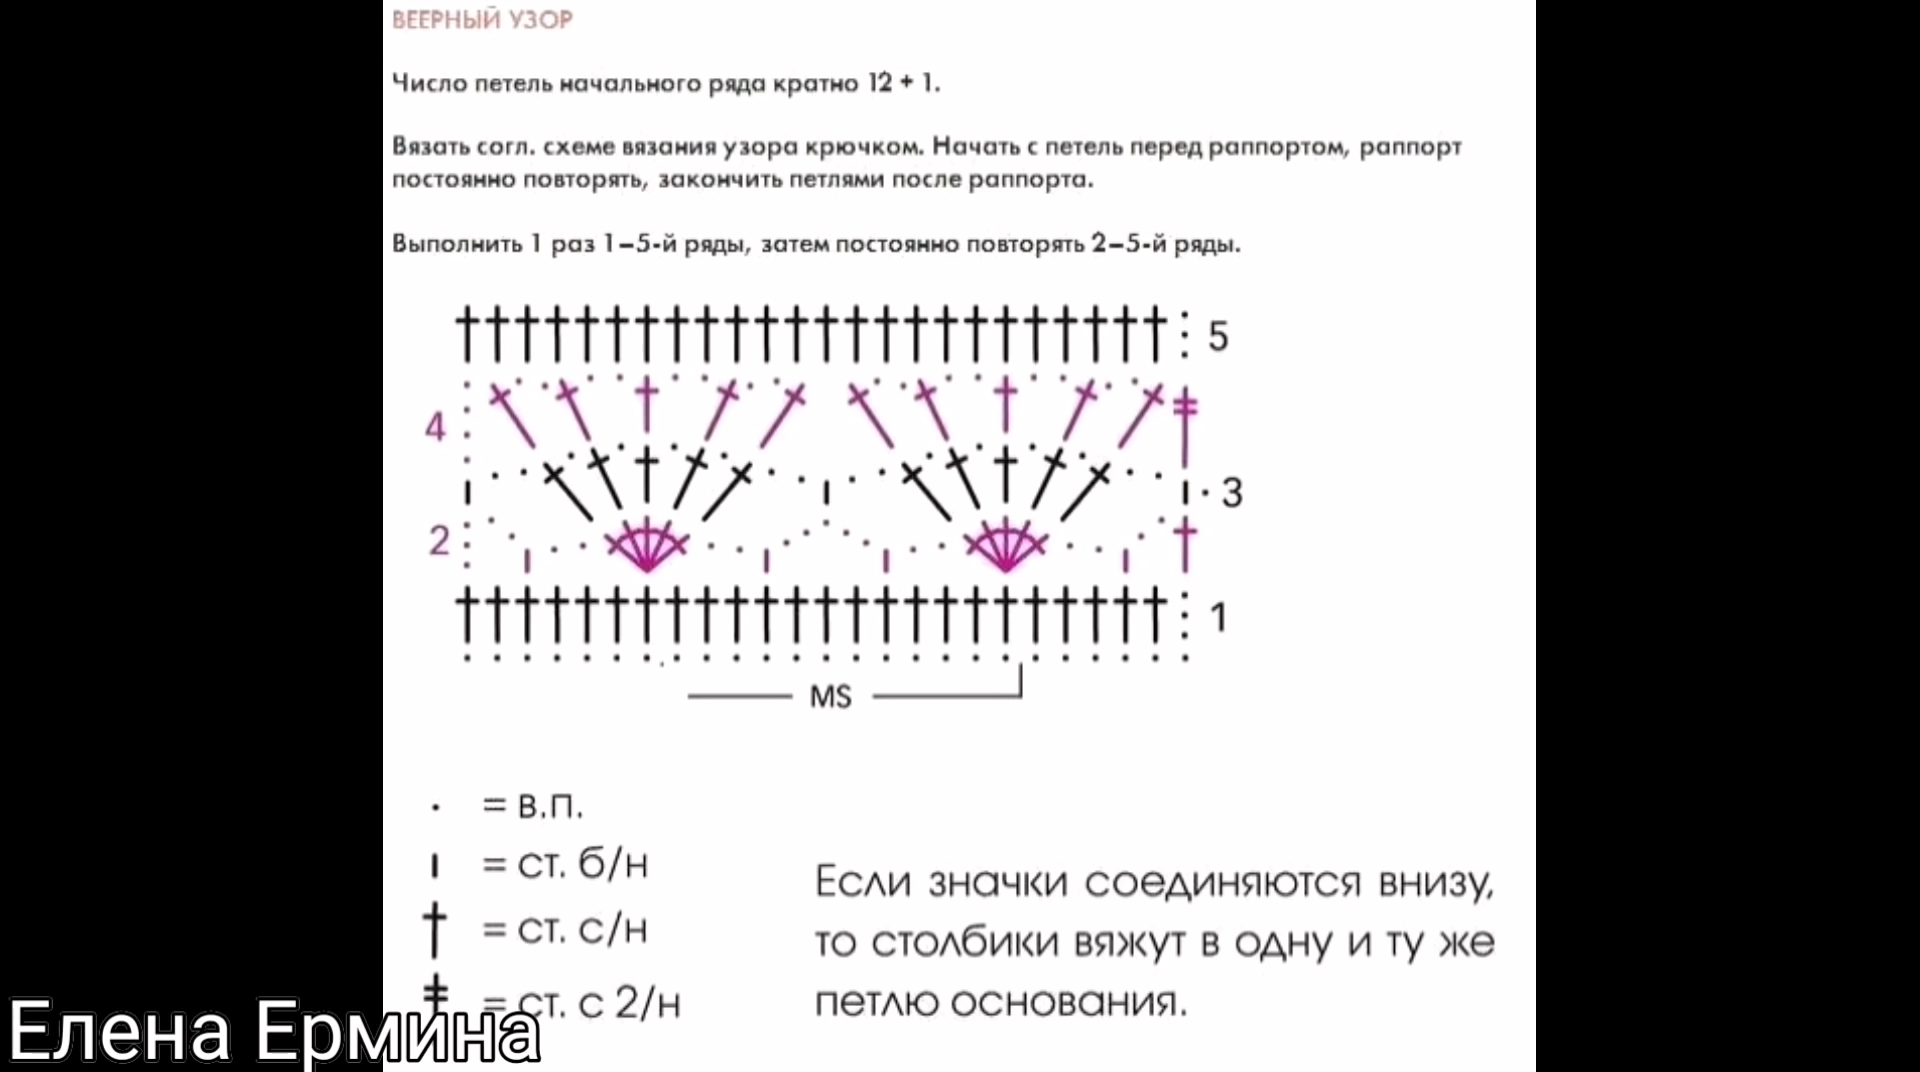 ВЕЕРНЫЙ УЗОР
Число петель начального ряда кратно 12 + 1.
Вязать согл. схеме вязания узора крючком. Начать с петель перед раппортом, раппорт
постоянно повторять, закончить петлями после раппорта.
Выполнить 1 раз 1–5-й ряды, затем постоянно повторять 2–5-й ряды.
5
4
3
2
1
MS
= в.п.
= ст. б/н
= ст. с/н
= ст. с 2/н
Если значки соединяются внизу,
то столбики вяжут в одну и ту же
петлю основания.
Елена Ермина